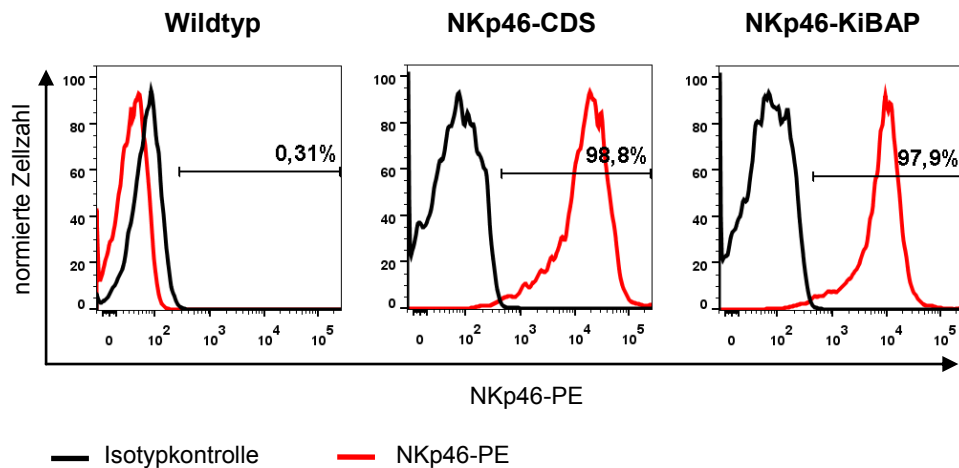 Wildtyp NKp46-CDS NKp46-KiBAP
normierte Zellzahl
100 100 100
80 80 80
60 60 60
40 40 40
20 20 20
0 0 0
0,31% 98,8% 97,9%
0 10² 10³ 10⁴ 10⁵ 0 10² 10³ 10⁴ 10⁵ 0 10² 10³ 10⁴ 10⁵
NKp46-PE
Isotypkontrolle NKp46-PE